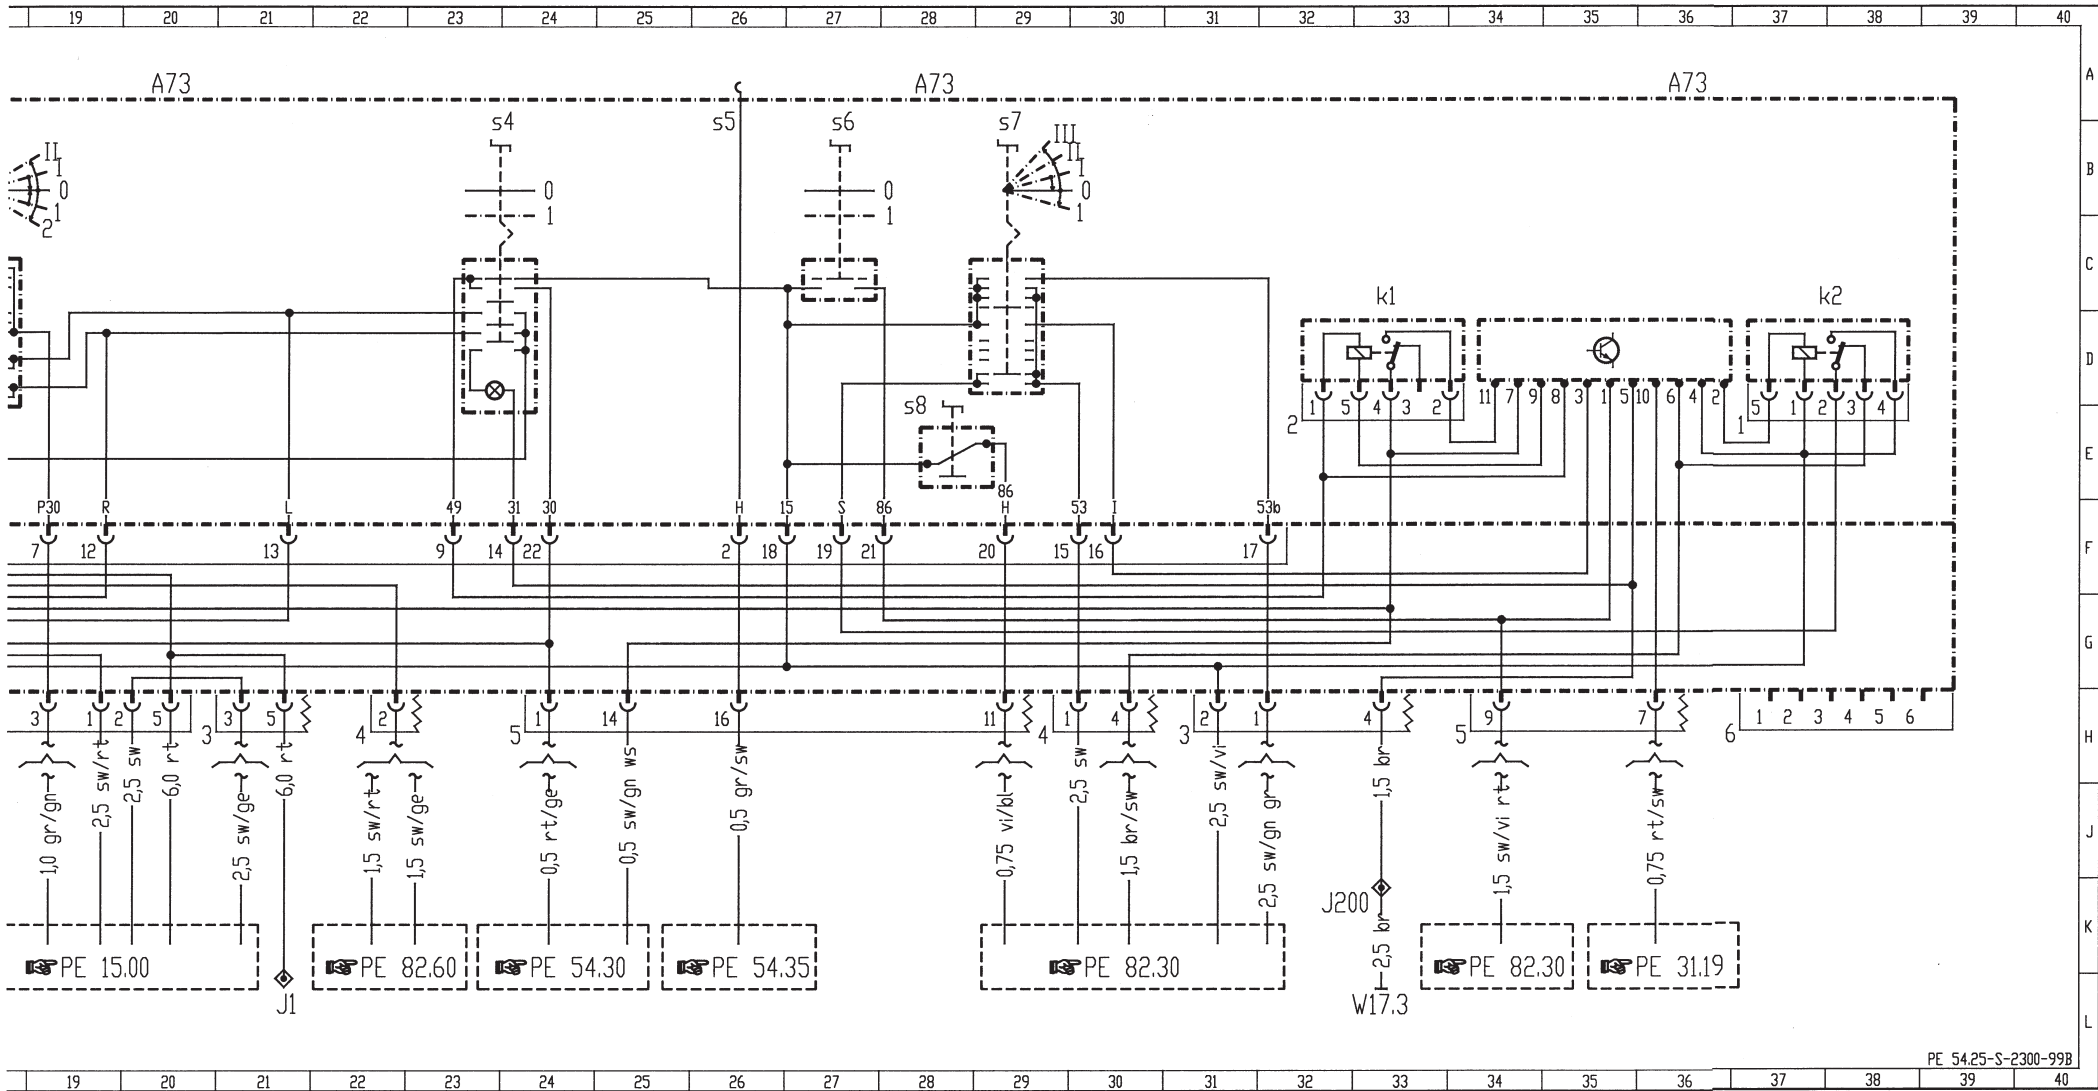 19 20 21 22 23 24 25 26 27 28 29 30 31 32 33 34 35 36 37 38 39 40
A
A73 A73 A73
s4 s5 s6 s7
B
II I 0 1 2
0 1
0 1
III II I 0 1
C
k1 k2
D
s8
1 5 4 3 2
11 7 9 8 3 1 5 10 6 4 2
5 1 2 3 4
2 1
E
P30 R L 49 31 30 H 15 S 86 86 H 53 I 53b
F
7 12 13 9 14 22 2 18 19 21 20 15 16 17
G
3 1 2 5 3 5 2 1 14 16 11 1 4 2 1 4 9 7 1 2 3 4 5 6
3 4 5 4 3 5 6
H
1,0 gr/gn
2,5 sw/rt
2,5 sw
6,0 rt
2,5 sw/ge
6,0 rt
1,5 sw/rt
1,5 sw/ge
0,5 rt/ge
0,5 sw/gn ws
0,5 gr/sw
0,75 vi/bl
2,5 sw
1,5 br/sw
2,5 sw/vi
2,5 sw/gn gr
1,5 br
1,5 sw/vi rt
0,75 rt/sw
J
J200
2,5 br
K
PE 15.00 PE 82.60 PE 54.30 PE 54.35 PE 82.30 PE 82.30 PE 31.19
J1 W17.3
L
PE 54.25-S-2300-99B
19 20 21 22 23 24 25 26 27 28 29 30 31 32 33 34 35 36 37 38 39 40